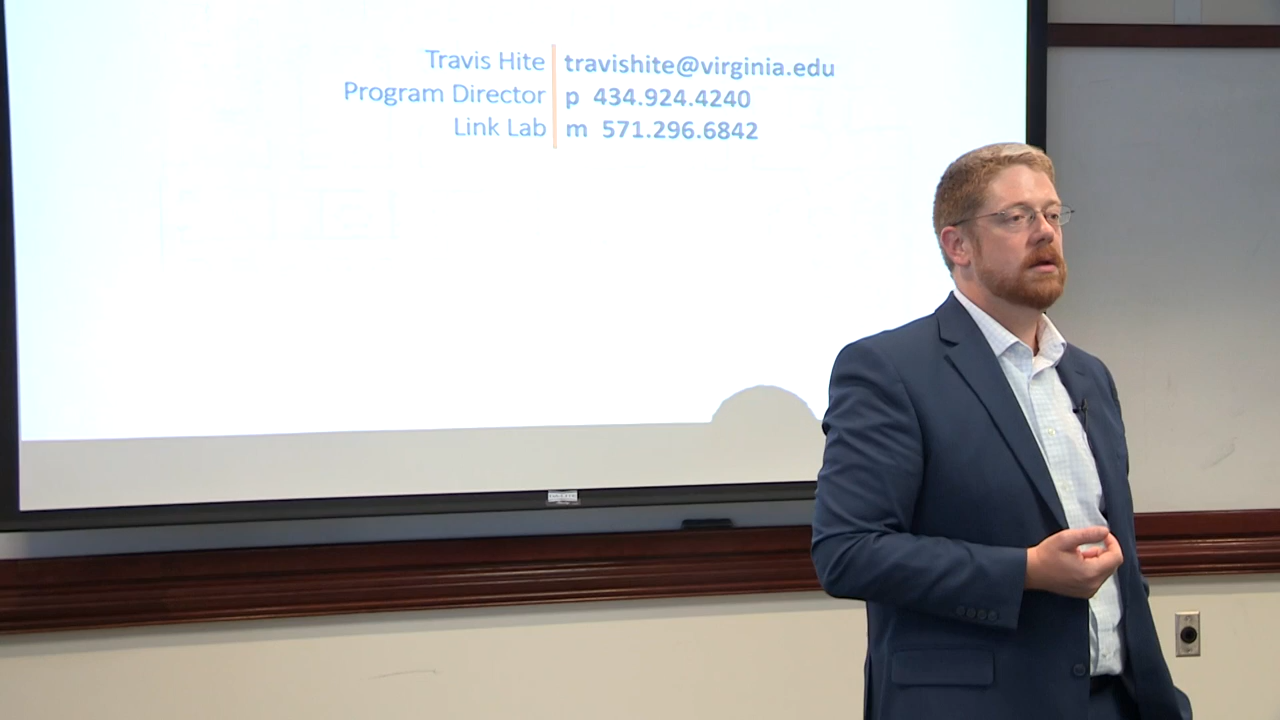 Travis Hite travishite@virginia.edu
Program Director p 434.924.4240
Link Lab m 571.296.6842